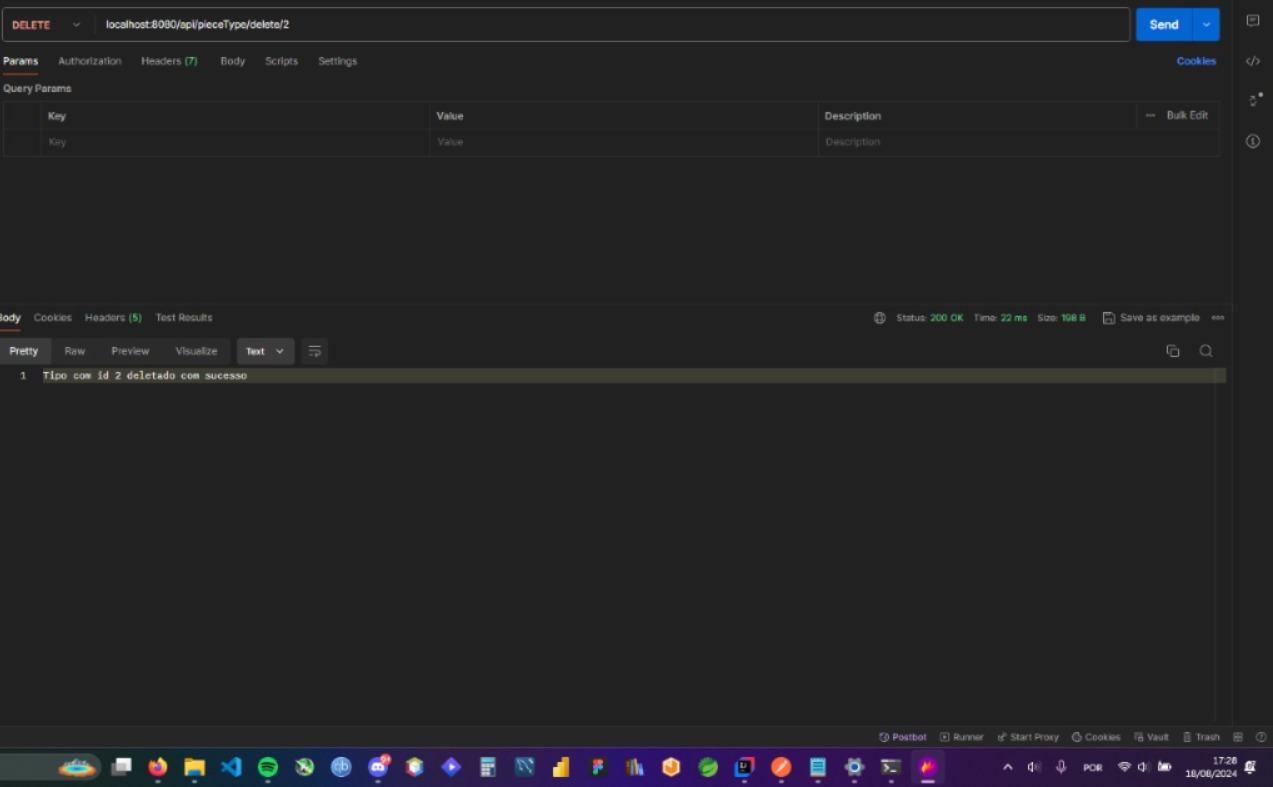 DELETE localhost:8080/api/pieceType/delete/2 Send
Params Authorization Headers (7) Body Scripts Settings Cookies
Query Params
Key Value Description Bulk Edit
Key Value Description
Body Cookies Headers (5) Test Results Status: 200 OK Time: 22 ms Size: 198 B Save as example
Pretty Raw Preview Visualize Text
1 Tipo com id 2 deletado com sucesso
Postbot Runner Start Proxy Cookies Vault Trash
POR 17:28
18/08/2024